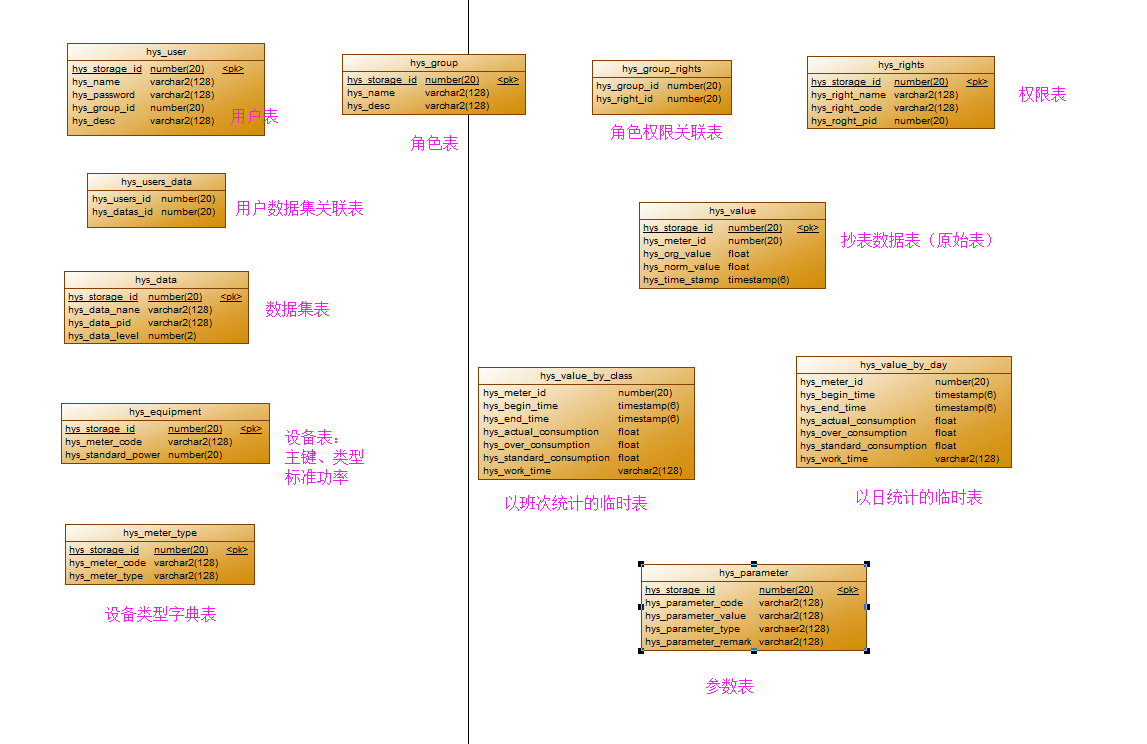 hys_user
hys_storage_id number(20) <pk>
hys_name varchar2(128)
hys_password varchar2(128)
hys_group_id number(20)
hys_desc varchar2(128)
用户表
hys_group
hys_storage_id number(20) <pk>
hys_name varchar2(128)
hys_desc varchar2(128)
角色表
hys_group_rights
hys_group_id number(20)
hys_right_id number(20)
角色权限关联表
hys_rights
hys_storage_id number(20) <pk>
hys_right_name varchar2(128)
hys_right_code varchar2(128)
hys_roght_pid number(20)
权限表
hys_users_data
hys_users_id number(20)
hys_datas_id number(20)
用户数据集关联表
hys_value
hys_storage_id number(20) <pk>
hys_meter_id number(20)
hys_org_value float
hys_norm_value float
hys_time_stamp timestamp(6)
抄表数据表（原始表）
hys_data
hys_storage_id number(20) <pk>
hys_data_nane varchar2(128)
hys_data_pid varchar2(128)
hys_data_level number(2)
数据集表
hys_value_by_class
hys_meter_id number(20)
hys_begin_time timestamp(6)
hys_end_time timestamp(6)
hys_actual_consumption float
hys_over_consumption float
hys_standard_consumption float
hys_work_time varchar2(128)
以班次统计的临时表
hys_value_by_day
hys_meter_id number(20)
hys_begin_time timestamp(6)
hys_end_time timestamp(6)
hys_actual_consumption float
hys_over_consumption float
hys_standard_consumption float
hys_work_time varchar2(128)
以日统计的临时表
hys_equipment
hys_storage_id number(20) <pk>
hys_meter_code varchar2(128)
hys_standard_power number(20)
设备表：
主键、类型
标准功率
hys_meter_type
hys_storage_id number(20) <pk>
hys_meter_code varchar2(128)
hys_meter_type varchar2(128)
设备类型字典表
hys_parameter
hys_storage_id number(20) <pk>
hys_parameter_code varchar2(128)
hys_parameter_value varchar2(128)
hys_parameter_type varchaer2(128)
hys_parameter_remark varchar2(128)
参数表